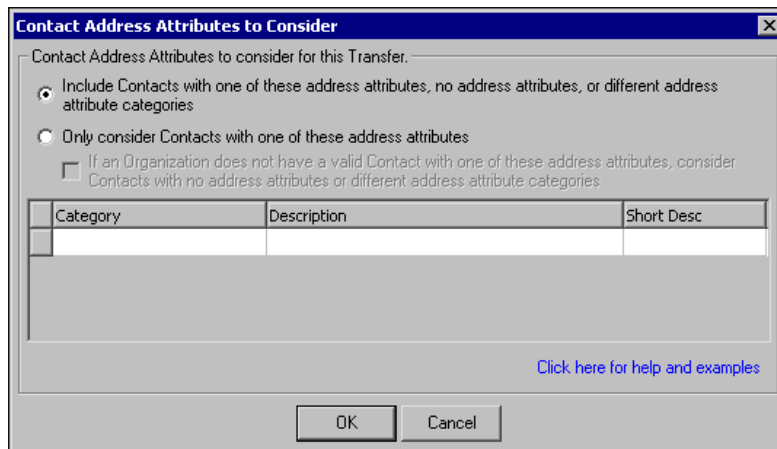 Contact Address Attributes to Consider
Contact Address Attributes to consider for this Transfer.
Include Contacts with one of these address attributes, no address attributes, or different address
attribute categories
Only consider Contacts with one of these address attributes
If an Organization does not have a valid Contact with one of these address attributes, consider
Contacts with no address attributes or different address attribute categories
Category Description Short Desc
Click here for help and examples
OK Cancel